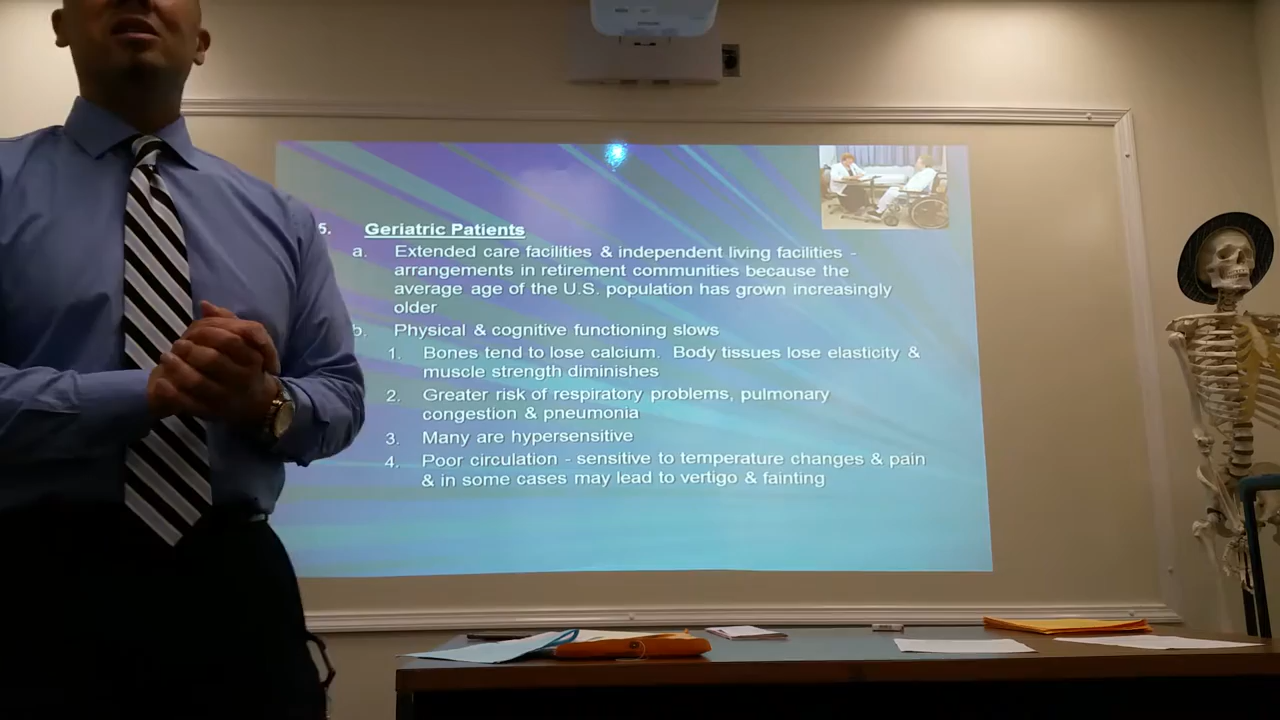 5. Geriatric Patients
a. Extended care facilities & independent living facilities -
arrangements in retirement communities because the
average age of the U.S. population has grown increasingly
older
b. Physical & cognitive functioning slows
1. Bones tend to lose calcium. Body tissues lose elasticity &
muscle strength diminishes
2. Greater risk of respiratory problems, pulmonary
congestion & pneumonia
3. Many are hypersensitive
4. Poor circulation - sensitive to temperature changes & pain
& in some cases may lead to vertigo & fainting